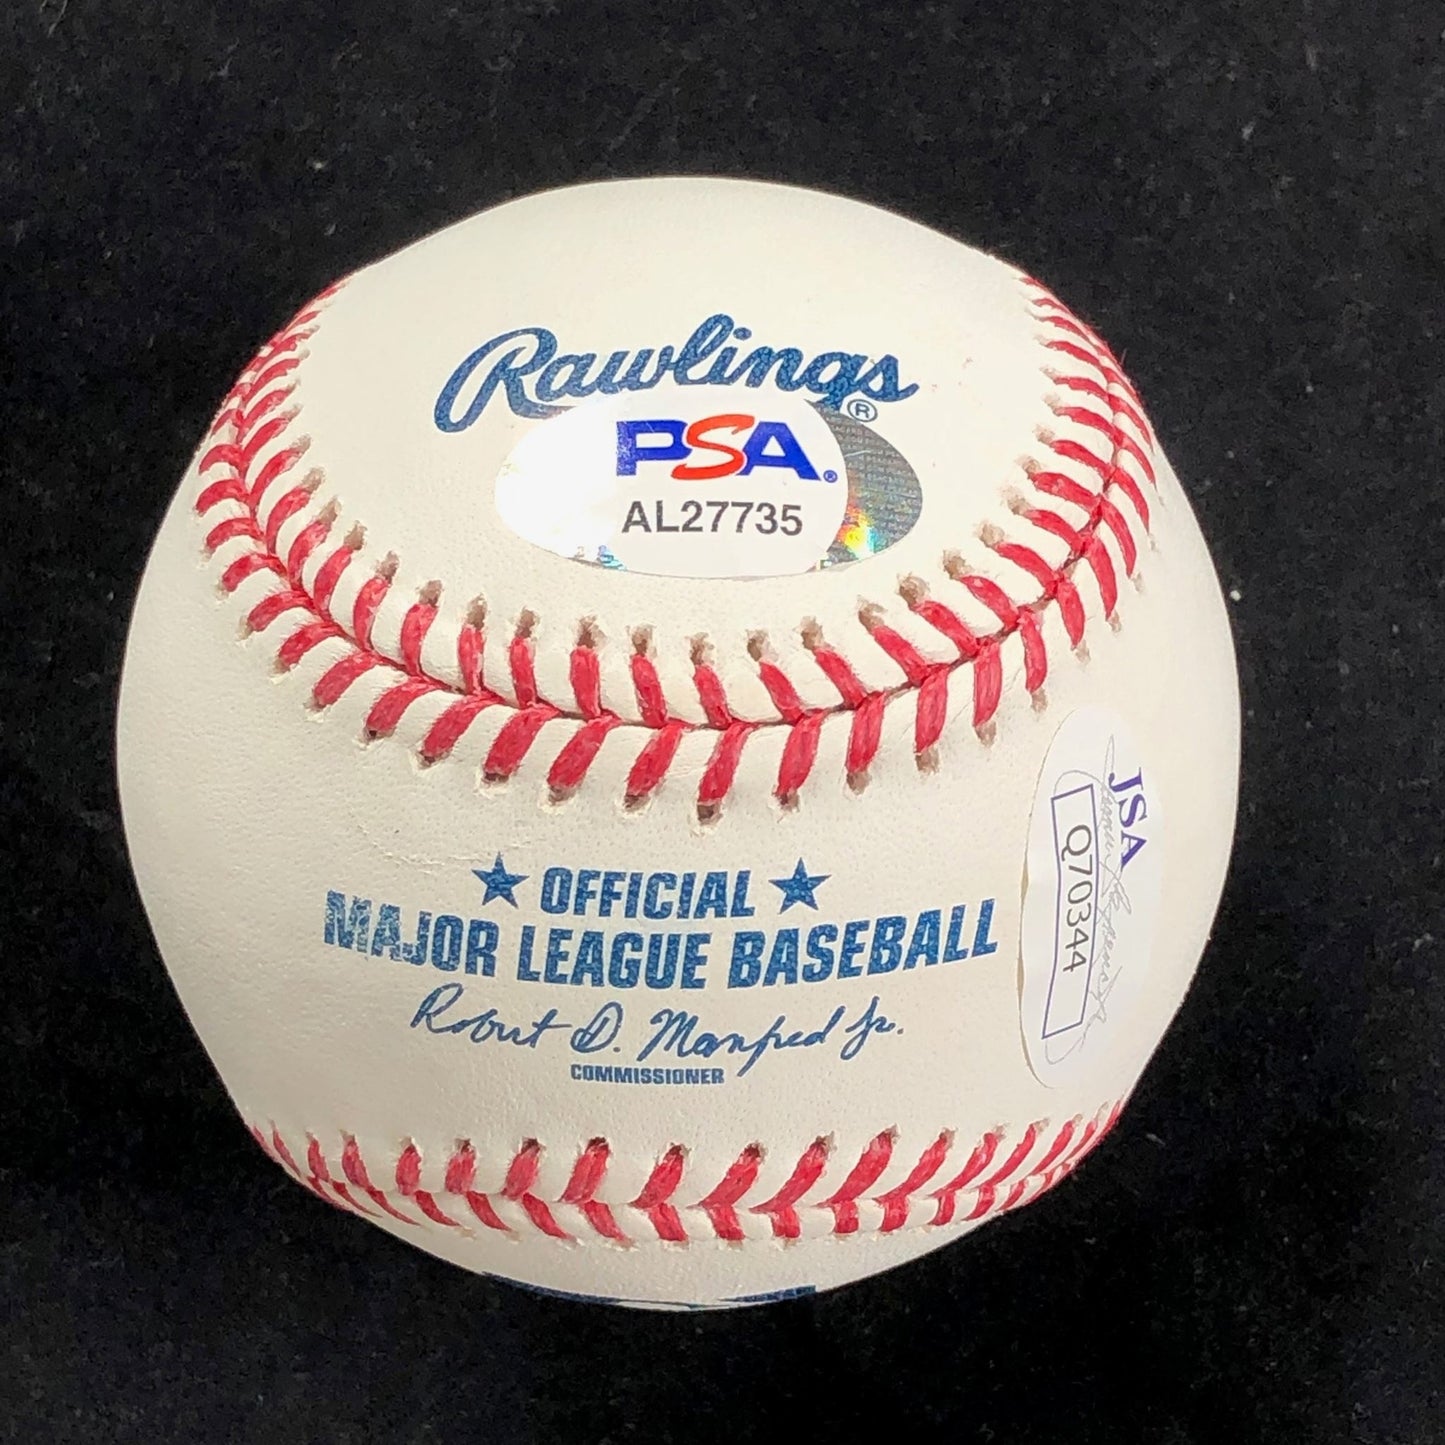 Rawlings
®
PSA®
AL27735
★ OFFICIAL ★
MAJOR LEAGUE BASEBALL
Robert D. Manfred Jr.
COMMISSIONER
JSA
Q70344